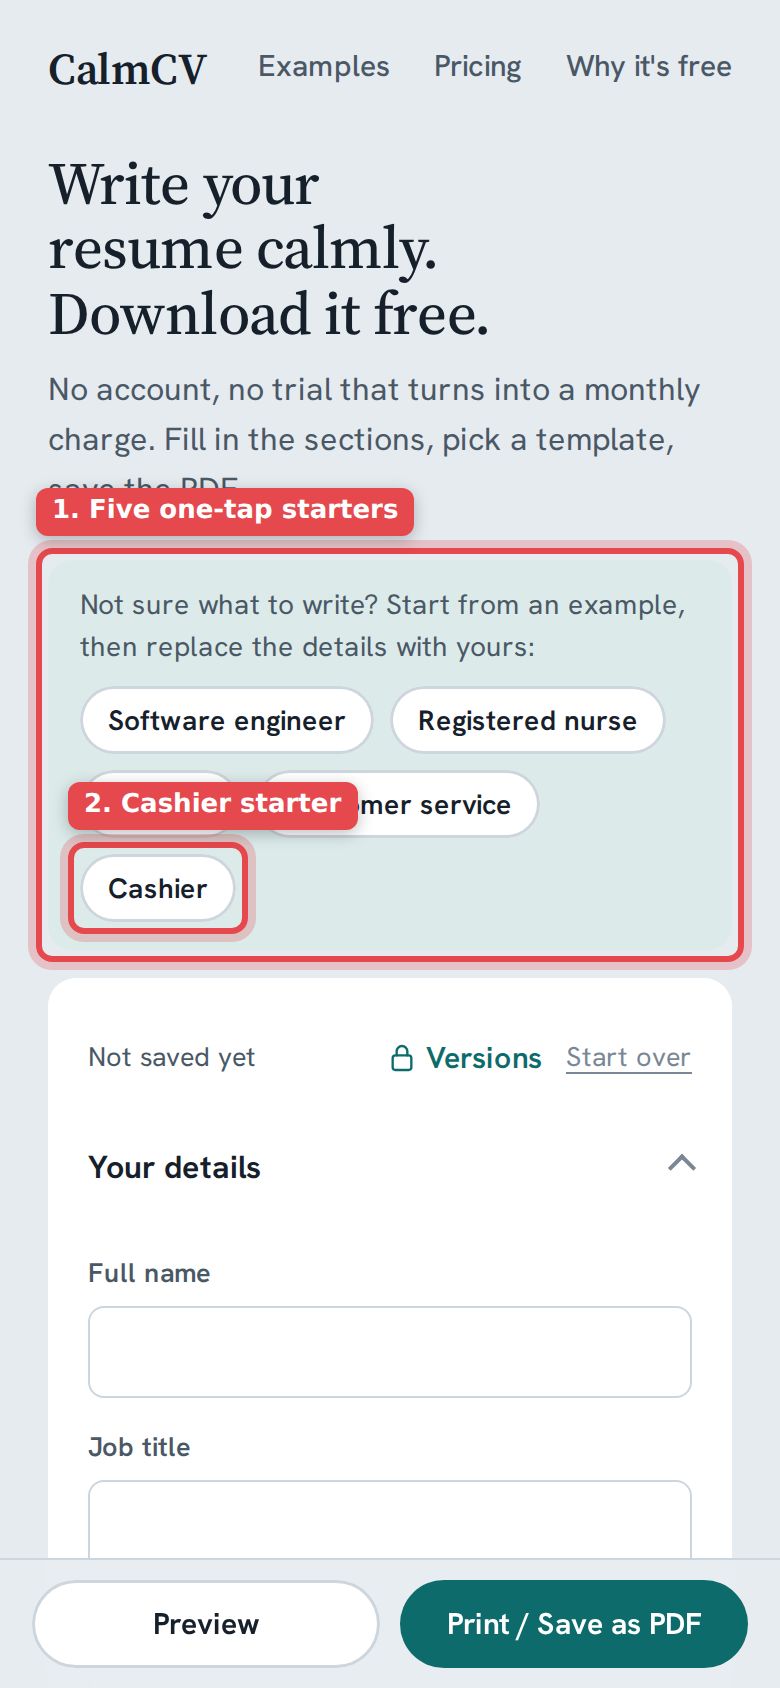 CalmCV Examples Pricing Why it's free
Write your
resume calmly.
Download it free.
No account, no trial that turns into a monthly
charge. Fill in the sections, pick a template,
save the PDF
1. Five one-tap starters
Not sure what to write? Start from an example,
then replace the details with yours:
Software engineer Registered nurse
2. Cashier starter
service
Cashier
Not saved yet Versions Start over
Your details
Full name
Job title
Preview Print / Save as PDF